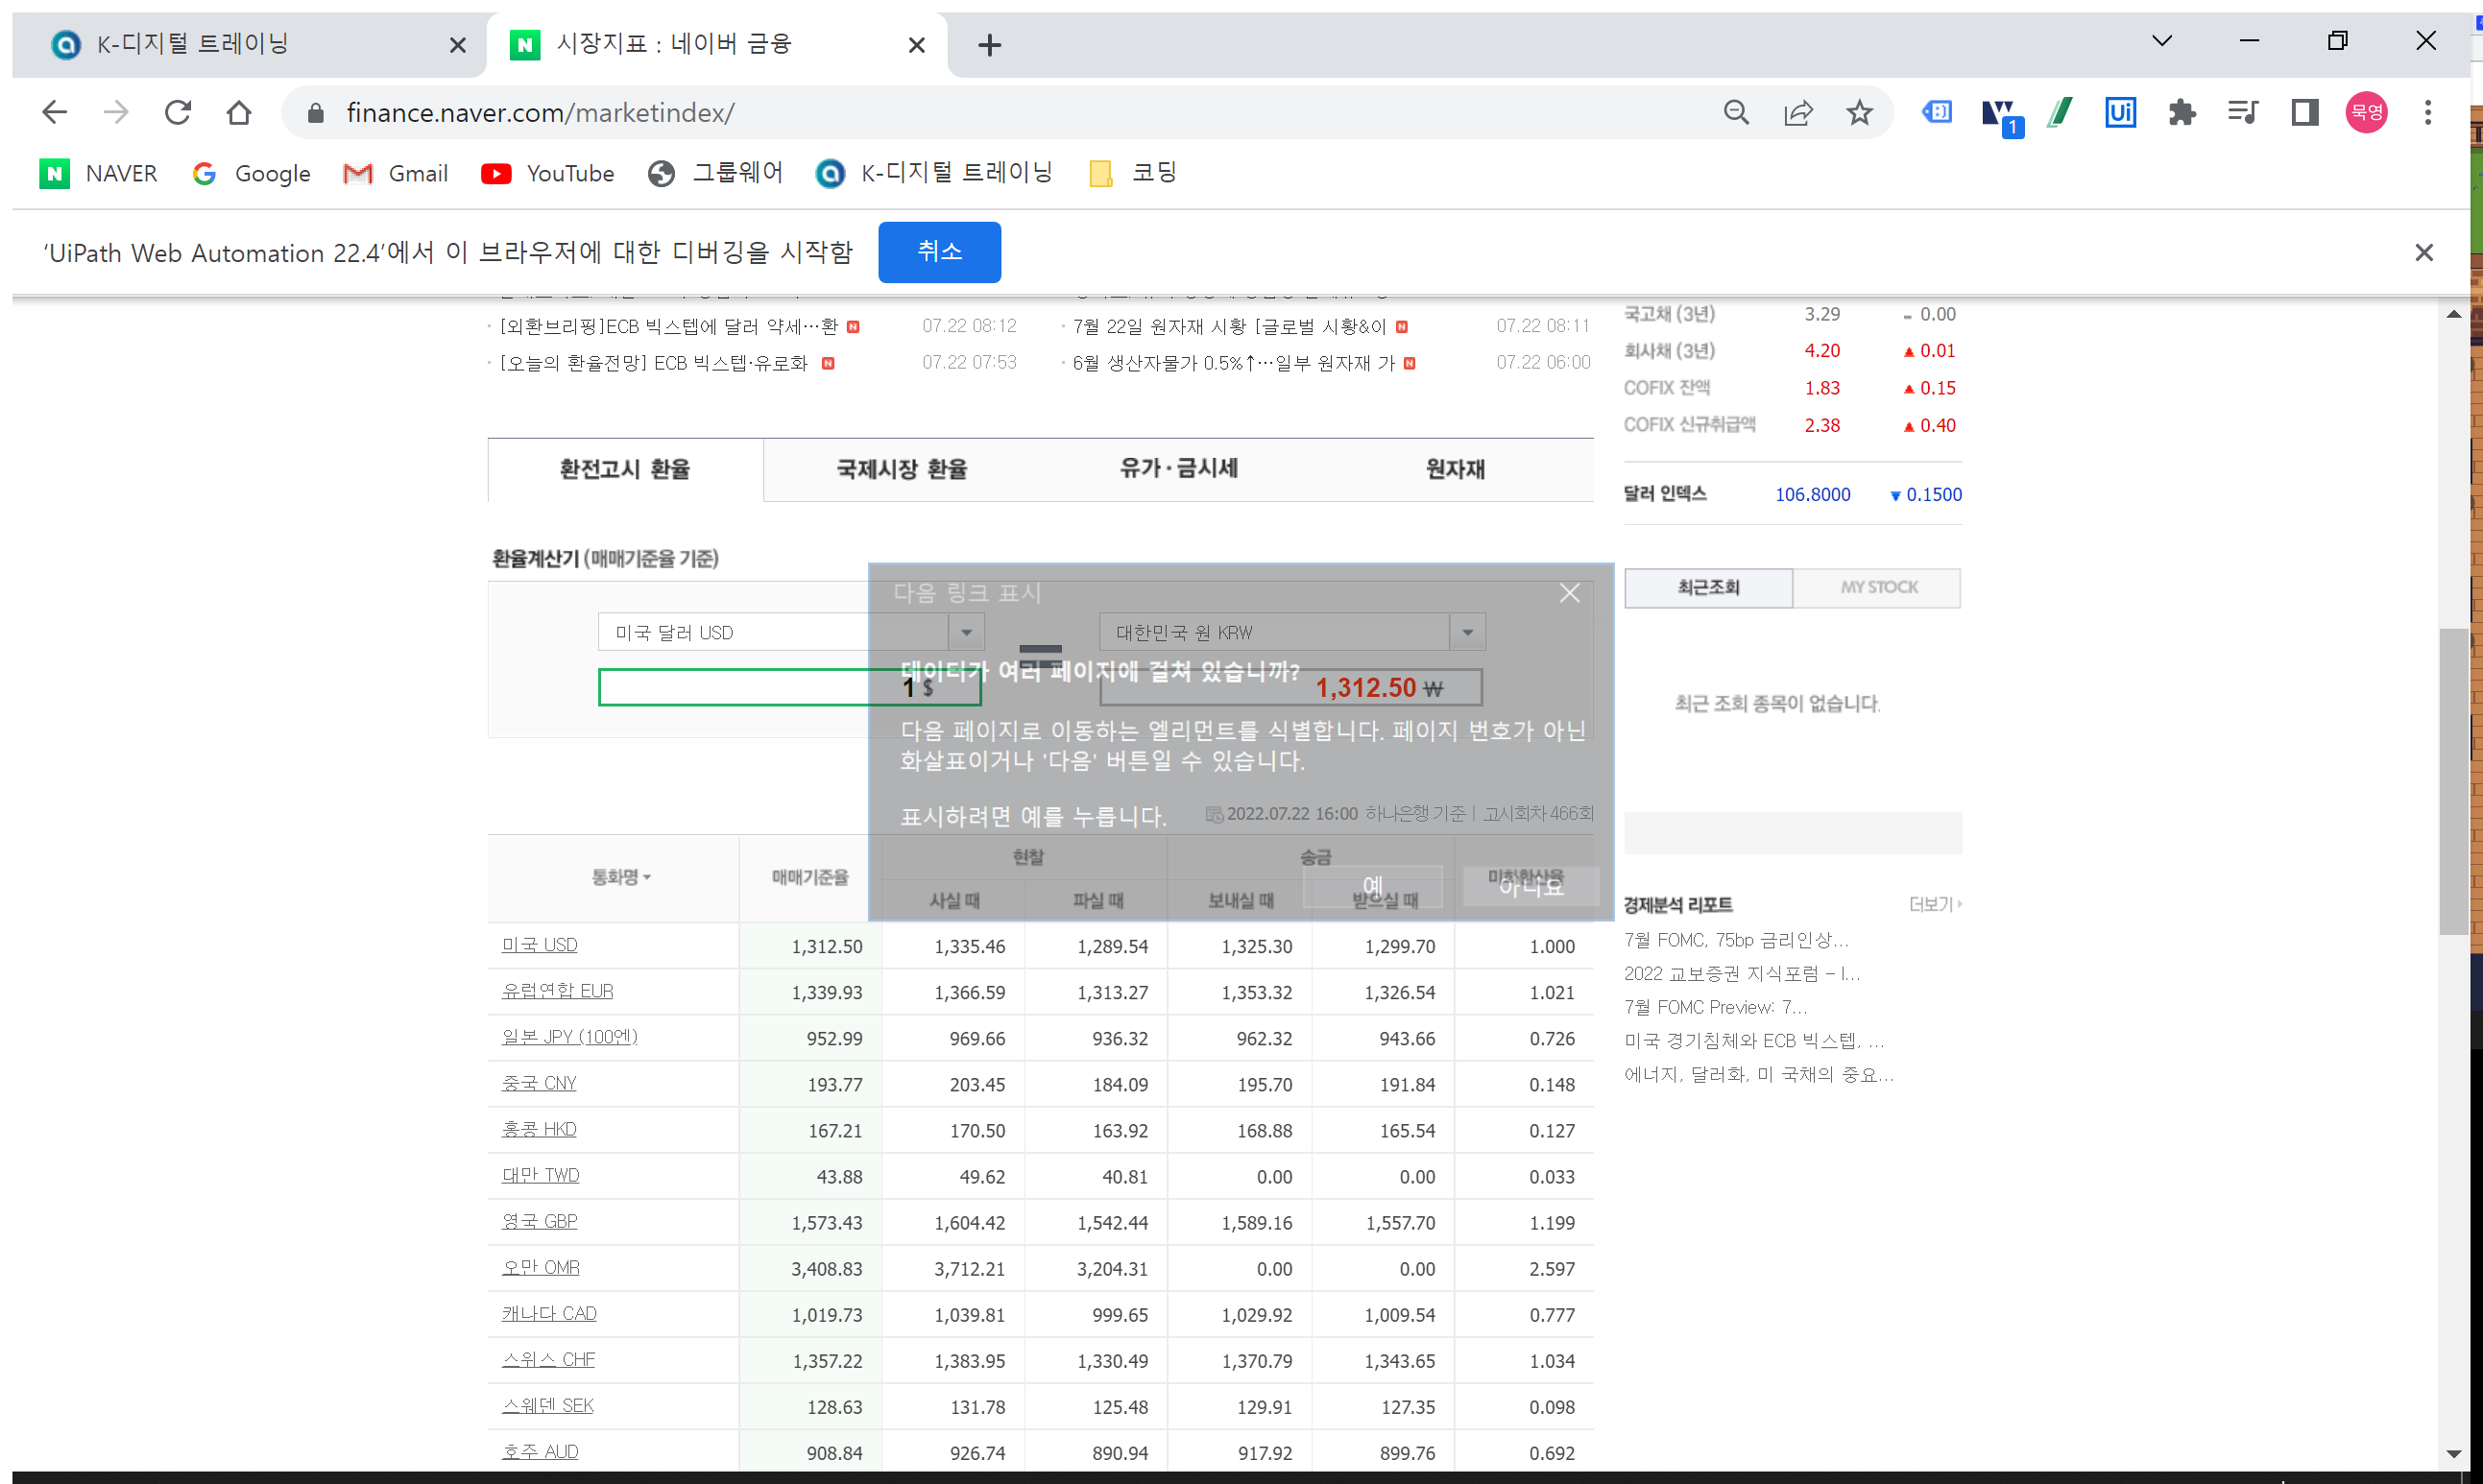 K-디지털 트레이닝
시장지표 : 네이버 금융
finance.naver.com/marketindex/
1
묵영
NAVER
Google
Gmail
YouTube
그룹웨어
K-디지털 트레이닝
코딩
'UiPath Web Automation 22.4'에서 이 브라우저에 대한 디버깅을 시작함
취소
[외환브리핑]ECB 빅스텝에 달러 약세…환 07.22 08:12
7월 22일 원자재 시황 [글로벌 시황&이 07.22 08:11
[오늘의 환율전망] ECB 빅스텝·유로화 07.22 07:53
6월 생산자물가 0.5%↑…일부 원자재 가 07.22 06:00
국고채 (3년) 3.29 0.00
회사채 (3년) 4.20 ▲ 0.01
COFIX 잔액 1.83 ▲ 0.15
COFIX 신규취급액 2.38 ▲ 0.40
달러 인덱스 106.8000 ▼ 0.1500
환전고시 환율 국제시장 환율 유가·금시세 원자재
환율계산기 (매매기준율 기준)
미국 달러 USD
대한민국 원 KRW
1 $
1,312.50 ₩
다음 링크 표시
데이터가 여러 페이지에 걸쳐 있습니까?
다음 페이지로 이동하는 엘리먼트를 식별합니다. 페이지 번호가 아닌
화살표이거나 '다음' 버튼일 수 있습니다.
표시하려면 예를 누릅니다.
예
아니요
최근조회 MY STOCK
최근 조회 종목이 없습니다.
2022.07.22 16:00 하나은행 기준 | 고시회차 466회
통화명 매매기준율 현찰 송금 미화환산율
사실 때 파실 때 보내실 때 받으실 때
미국 USD 1,312.50 1,335.46 1,289.54 1,325.30 1,299.70 1.000
유럽연합 EUR 1,339.93 1,366.59 1,313.27 1,353.32 1,326.54 1.021
일본 JPY (100엔) 952.99 969.66 936.32 962.32 943.66 0.726
중국 CNY 193.77 203.45 184.09 195.70 191.84 0.148
홍콩 HKD 167.21 170.50 163.92 168.88 165.54 0.127
대만 TWD 43.88 49.62 40.81 0.00 0.00 0.033
영국 GBP 1,573.43 1,604.42 1,542.44 1,589.16 1,557.70 1.199
오만 OMR 3,408.83 3,712.21 3,204.31 0.00 0.00 2.597
캐나다 CAD 1,019.73 1,039.81 999.65 1,029.92 1,009.54 0.777
스위스 CHF 1,357.22 1,383.95 1,330.49 1,370.79 1,343.65 1.034
스웨덴 SEK 128.63 131.78 125.48 129.91 127.35 0.098
호주 AUD 908.84 926.74 890.94 917.92 899.76 0.692
경제분석 리포트 더보기
7월 FOMC, 75bp 금리인상...
2022 교보증권 지식포럼 – I...
7월 FOMC Preview: 7...
미국 경기침체와 ECB 빅스텝, ...
에너지, 달러화, 미 국채의 중요...